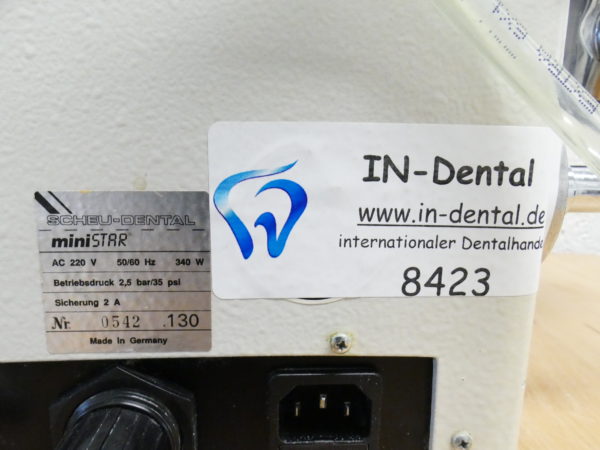 SCHEU-DENTAL
miniSTAR
AC 220 V 50/60 Hz 340 W
Betriebsdruck 2,5 bar/35 psi
Sicherung 2 A
Nr. 0542 .130
Made in Germany
IN-Dental
www.in-dental.de
internationaler Dentalhande
8423